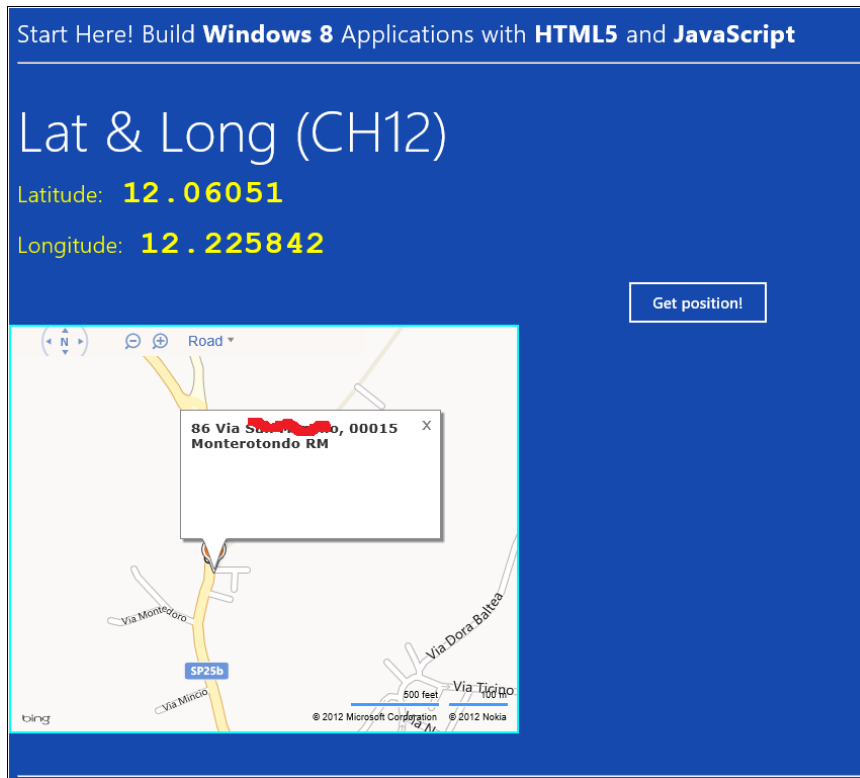 Start Here! Build Windows 8 Applications with HTML5 and JavaScript
Lat & Long (CH12)
Latitude: 12.06051
Longitude: 12.225842
Get position!
N
Road
86 Via, 00015
Monterotondo RM
X
Via Montedoro
Via Dora Baltea
SP25b
Via Mincio
Via Ticino
500 feet 100 m
bing
© 2012 Microsoft Corporation © 2012 Nokia
Via